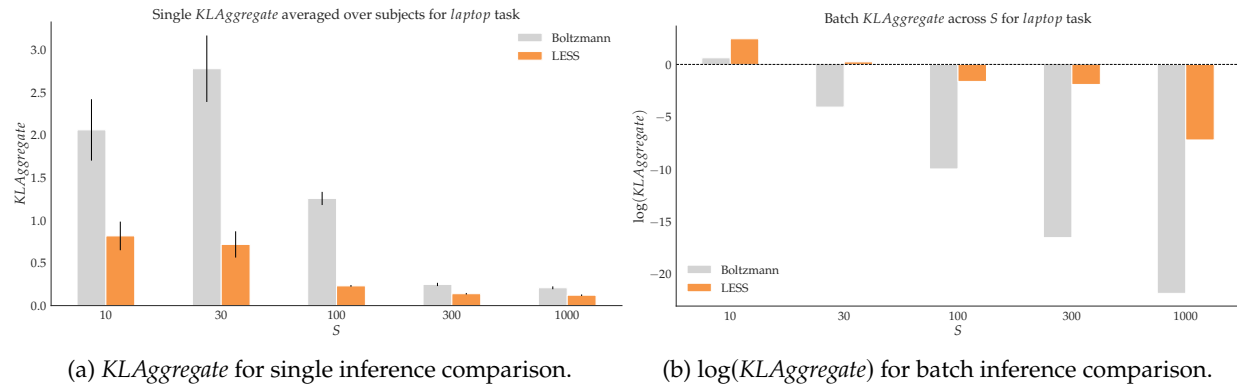 Single KLAggregate averaged over subjects for laptop task
Boltzmann
LESS
KLAggregate
3.0
2.5
2.0
1.5
1.0
0.5
0.0
10
30
100
300
1000
S
(a) KLAggregate for single inference comparison.
Batch KLAggregate across S for laptop task
log(KLAggregate)
0
−5
−10
−15
−20
Boltzmann
LESS
10
30
100
300
1000
S
(b) log(KLAggregate) for batch inference comparison.